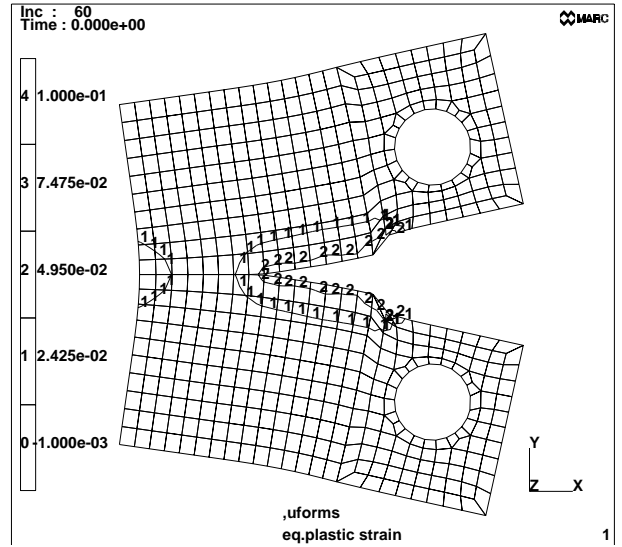 Inc : 60
Time : 0.000e+00
MARC
4 1.000e-01
3 7.475e-02
2 4.950e-02
1 2.425e-02
0 -1.000e-03
Y
Z X
,uforms
eq.plastic strain
1